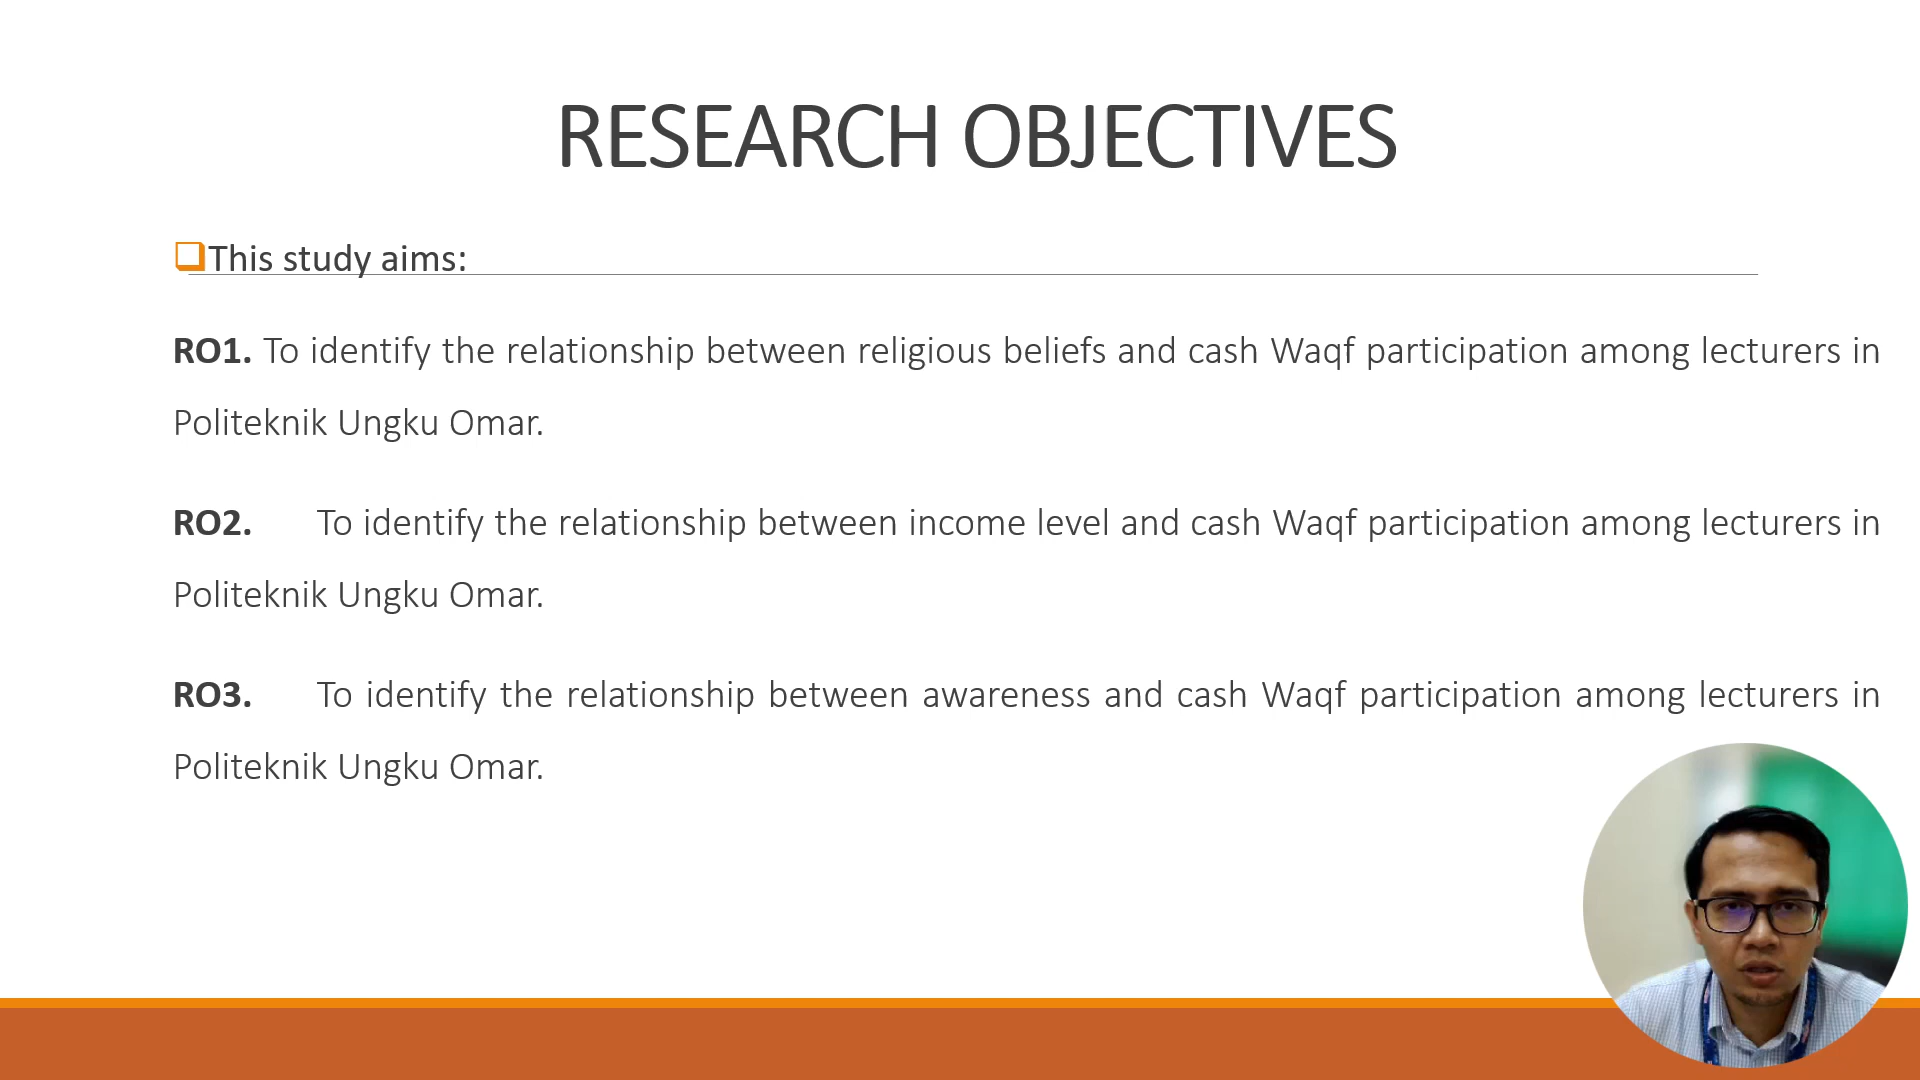 RESEARCH OBJECTIVES
This study aims:
RO1. To identify the relationship between religious beliefs and cash Waqf participation among lecturers in
Politeknik Ungku Omar.
RO2. To identify the relationship between income level and cash Waqf participation among lecturers in
Politeknik Ungku Omar.
RO3. To identify the relationship between awareness and cash Waqf participation among lecturers in
Politeknik Ungku Omar.